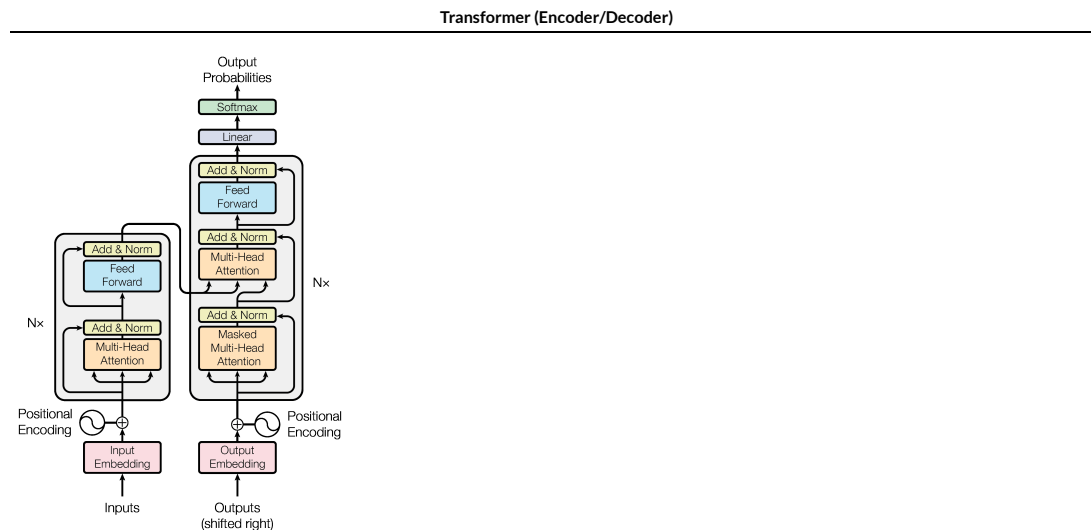 Transformer (Encoder/Decoder)
Output
Probabilities
Softmax
Linear
Add & Norm
Feed
Forward
Add & Norm
Multi-Head
Attention
Nx
Add & Norm
Masked
Multi-Head
Attention
Positional
Encoding
Output
Embedding
Outputs
(shifted right)
Add & Norm
Feed
Forward
Nx
Add & Norm
Multi-Head
Attention
Positional
Encoding
Input
Embedding
Inputs